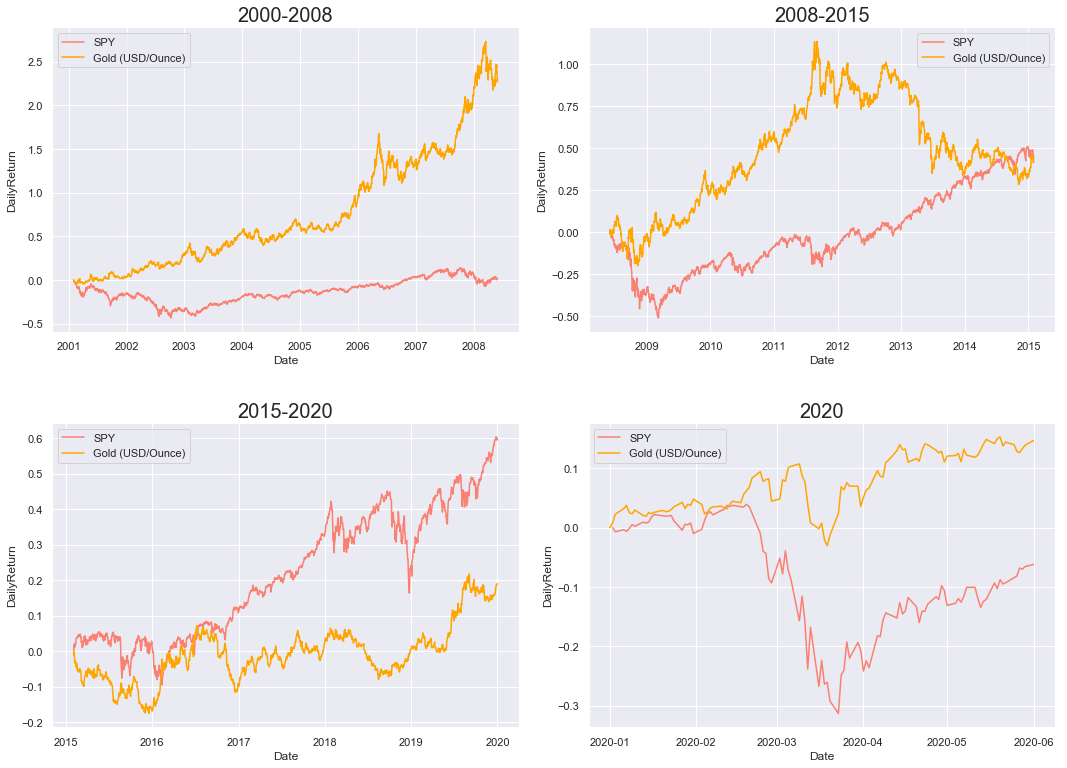 2000-2008
SPY
Gold (USD/Ounce)
DailyReturn
2.5
2.0
1.5
1.0
0.5
0.0
−0.5
2001 2002 2003 2004 2005 2006 2007 2008
Date
2008-2015
SPY
Gold (USD/Ounce)
DailyReturn
1.00
0.75
0.50
0.25
0.00
−0.25
−0.50
2009 2010 2011 2012 2013 2014 2015
Date
2015-2020
SPY
Gold (USD/Ounce)
DailyReturn
0.6
0.5
0.4
0.3
0.2
0.1
0.0
−0.1
−0.2
2015 2016 2017 2018 2019 2020
Date
2020
SPY
Gold (USD/Ounce)
DailyReturn
0.1
0.0
−0.1
−0.2
−0.3
2020-01 2020-02 2020-03 2020-04 2020-05 2020-06
Date